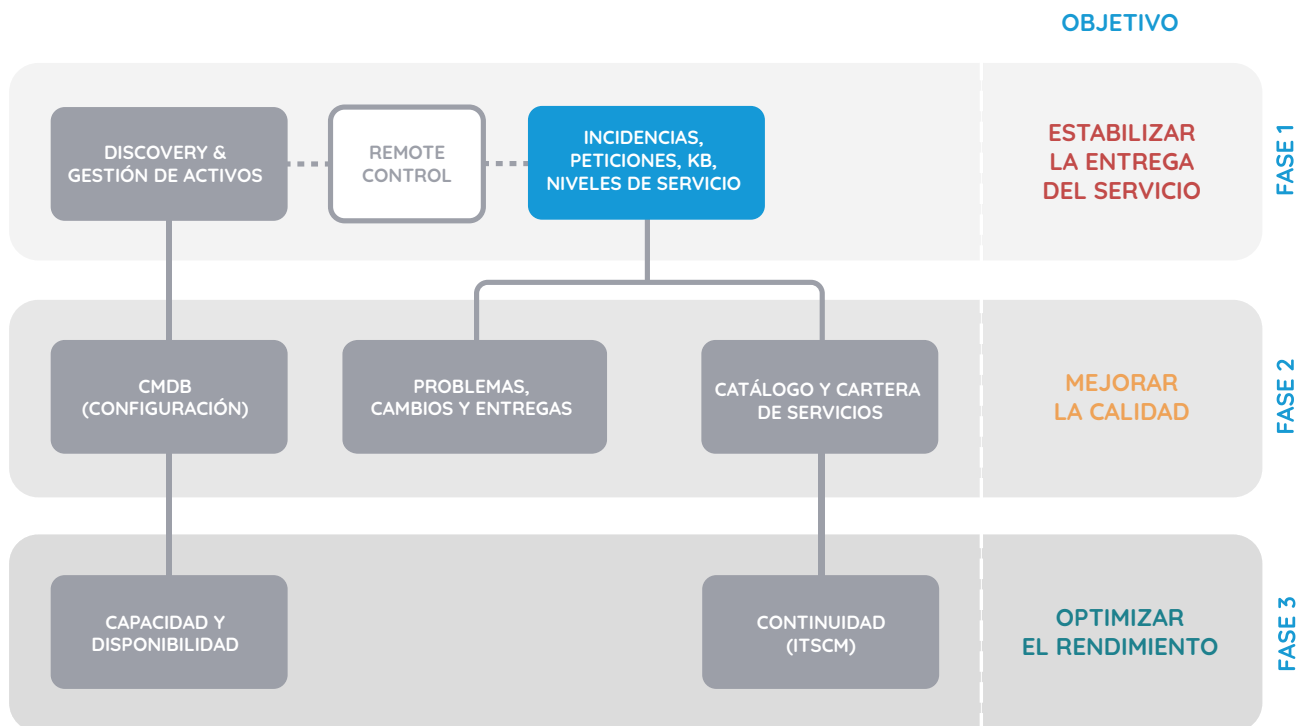 OBJETIVO
DISCOVERY &
GESTIÓN DE ACTIVOS
REMOTE
CONTROL
INCIDENCIAS,
PETICIONES, KB,
NIVELES DE SERVICIO
ESTABILIZAR
LA ENTREGA
DEL SERVICIO
FASE 1
CMDB
(CONFIGURACIÓN)
PROBLEMAS,
CAMBIOS Y ENTREGAS
CATÁLOGO Y CARTERA
DE SERVICIOS
MEJORAR
LA CALIDAD
FASE 2
CAPACIDAD Y
DISPONIBILIDAD
CONTINUIDAD
(ITSCM)
OPTIMIZAR
EL RENDIMIENTO
FASE 3